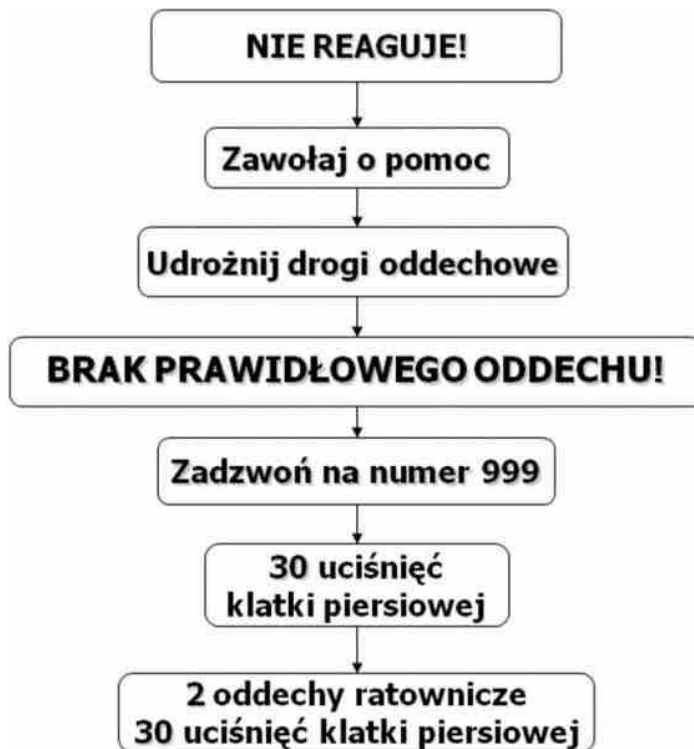 NIE REAGUJE!
Zawołaj o pomoc
Udrożnij drogi oddechowe
BRAK PRAWIDŁOWEGO ODDECHU!
Zadzwoń na numer 999
30 uciśnięć
klatki piersiowej
2 oddechy ratownicze
30 uciśnięć klatki piersiowej